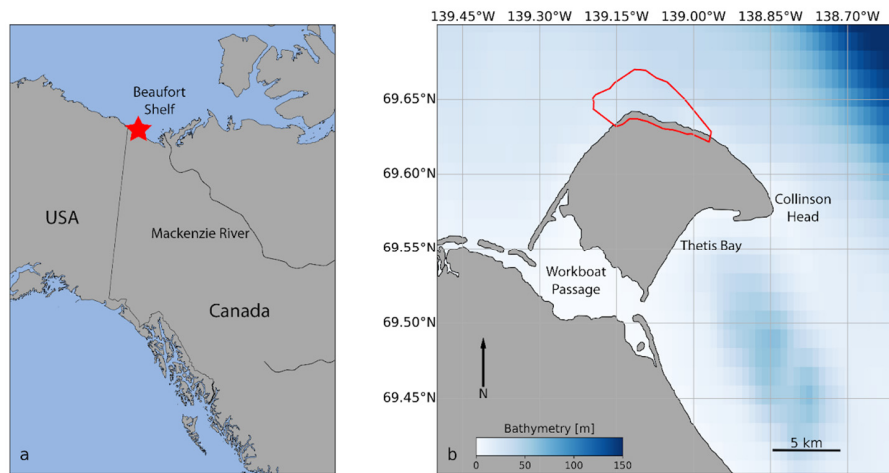 139.45°W 139.30°W 139.15°W 139.00°W 138.85°W 138.70°W
Beaufort
Shelf
USA
Mackenzie River
Canada
a
69.65°N
69.60°N
69.55°N
69.50°N
69.45°N
Collinson
Head
Thetis Bay
Workboat
Passage
N
Bathymetry [m]
0 50 100 150
5 km
b